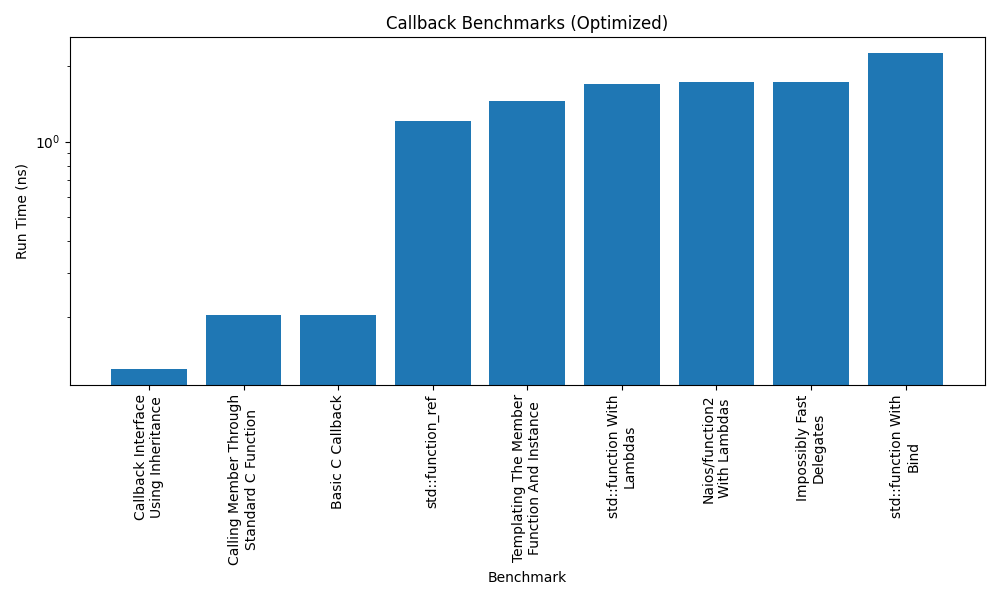 Callback Benchmarks (Optimized)
Run Time (ns)
10⁰
Callback Interface
Using Inheritance
Calling Member Through
Standard C Function
Basic C Callback
std::function_ref
Templating The Member
Function And Instance
std::function With
Lambdas
Naios/function2
With Lambdas
Impossibly Fast
Delegates
std::function With
Bind
Benchmark